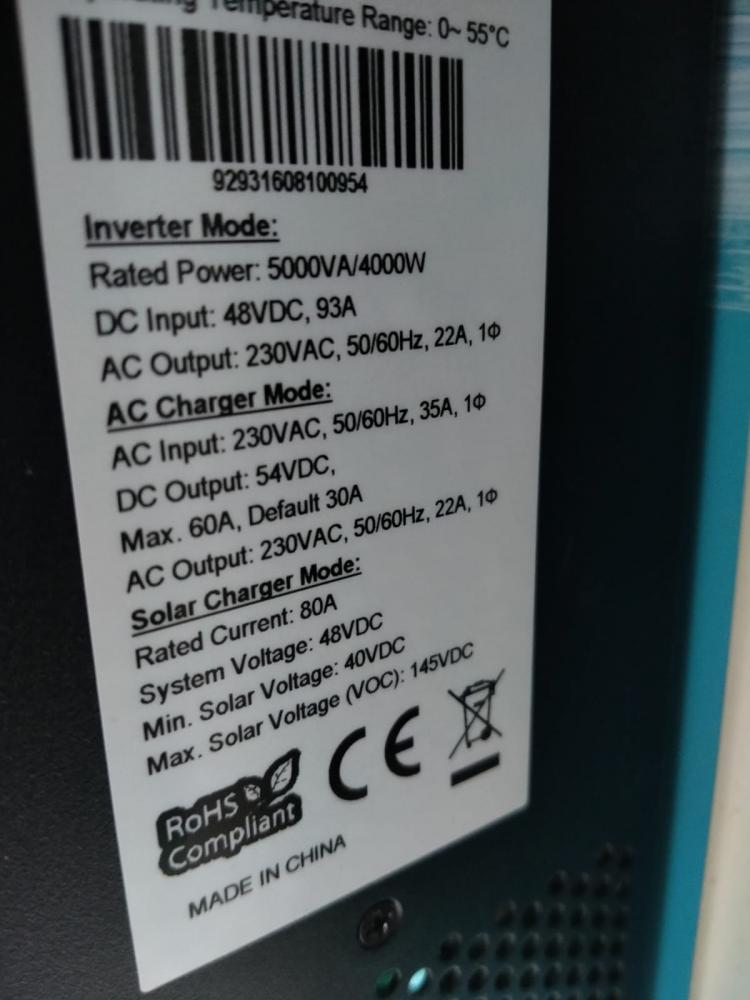 Temperature Range: 0~ 55°C
92931608100954
Inverter Mode:
Rated Power: 5000VA/4000W
DC Input: 48VDC, 93A
AC Output: 230VAC, 50/60Hz, 22A, 1Φ
AC Charger Mode:
AC Input: 230VAC, 50/60Hz, 35A, 1Φ
DC Output: 54VDC,
Max. 60A, Default 30A
AC Output: 230VAC, 50/60Hz, 22A, 1Φ
Solar Charger Mode:
Rated Current: 80A
System Voltage: 48VDC
Min. Solar Voltage: 40VDC
Max. Solar Voltage (VOC): 145VDC
RoHS
Compliant
CE
MADE IN CHINA